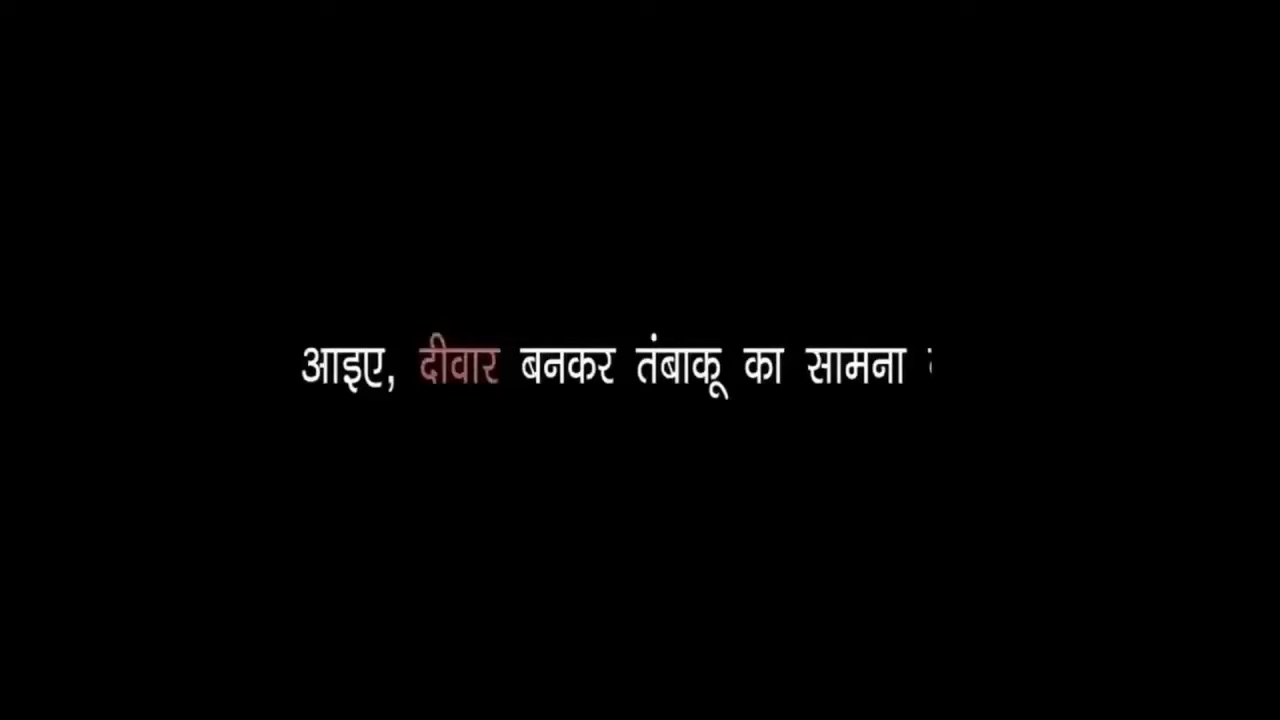 आइए, दीवार बनकर तंबाकू का सामना